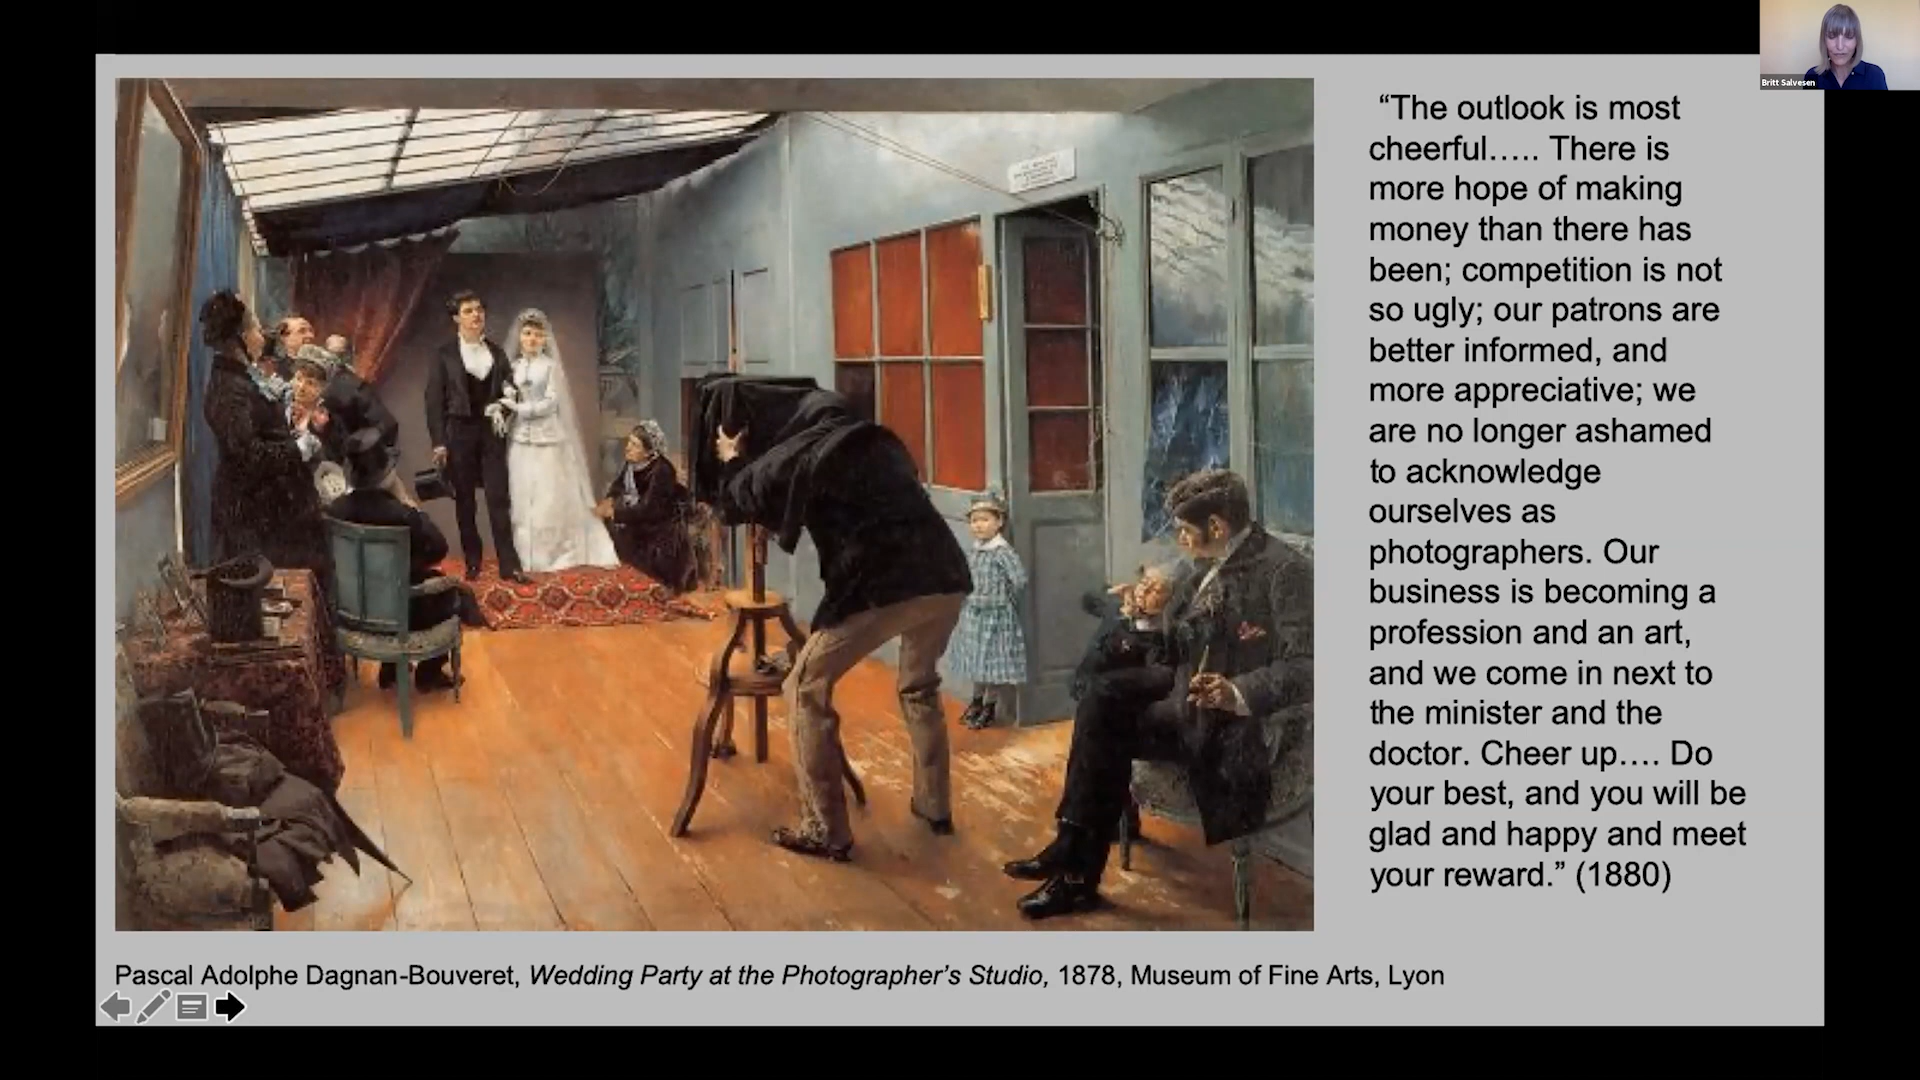 Britt Salvesen
“The outlook is most
cheerful….. There is
more hope of making
money than there has
been; competition is not
so ugly; our patrons are
better informed, and
more appreciative; we
are no longer ashamed
to acknowledge
ourselves as
photographers. Our
business is becoming a
profession and an art,
and we come in next to
the minister and the
doctor. Cheer up…. Do
your best, and you will be
glad and happy and meet
your reward.” (1880)
Pascal Adolphe Dagnan-Bouveret, Wedding Party at the Photographer’s Studio, 1878, Museum of Fine Arts, Lyon